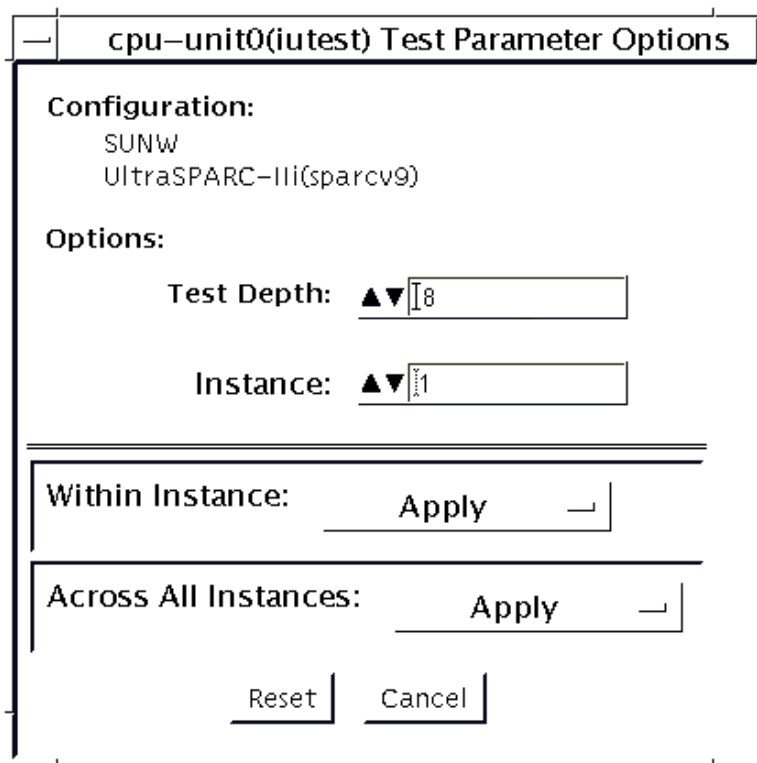 cpu-unit0(iutest) Test Parameter Options
Configuration:
SUNW
UltraSPARC-IIi(sparcv9)
Options:
Test Depth: 8
Instance: 1
Within Instance: Apply
Across All Instances: Apply
Reset Cancel